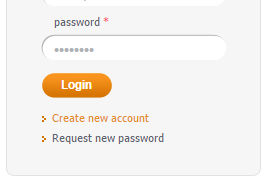 password *
••••••••
Login
Create new account
Request new password